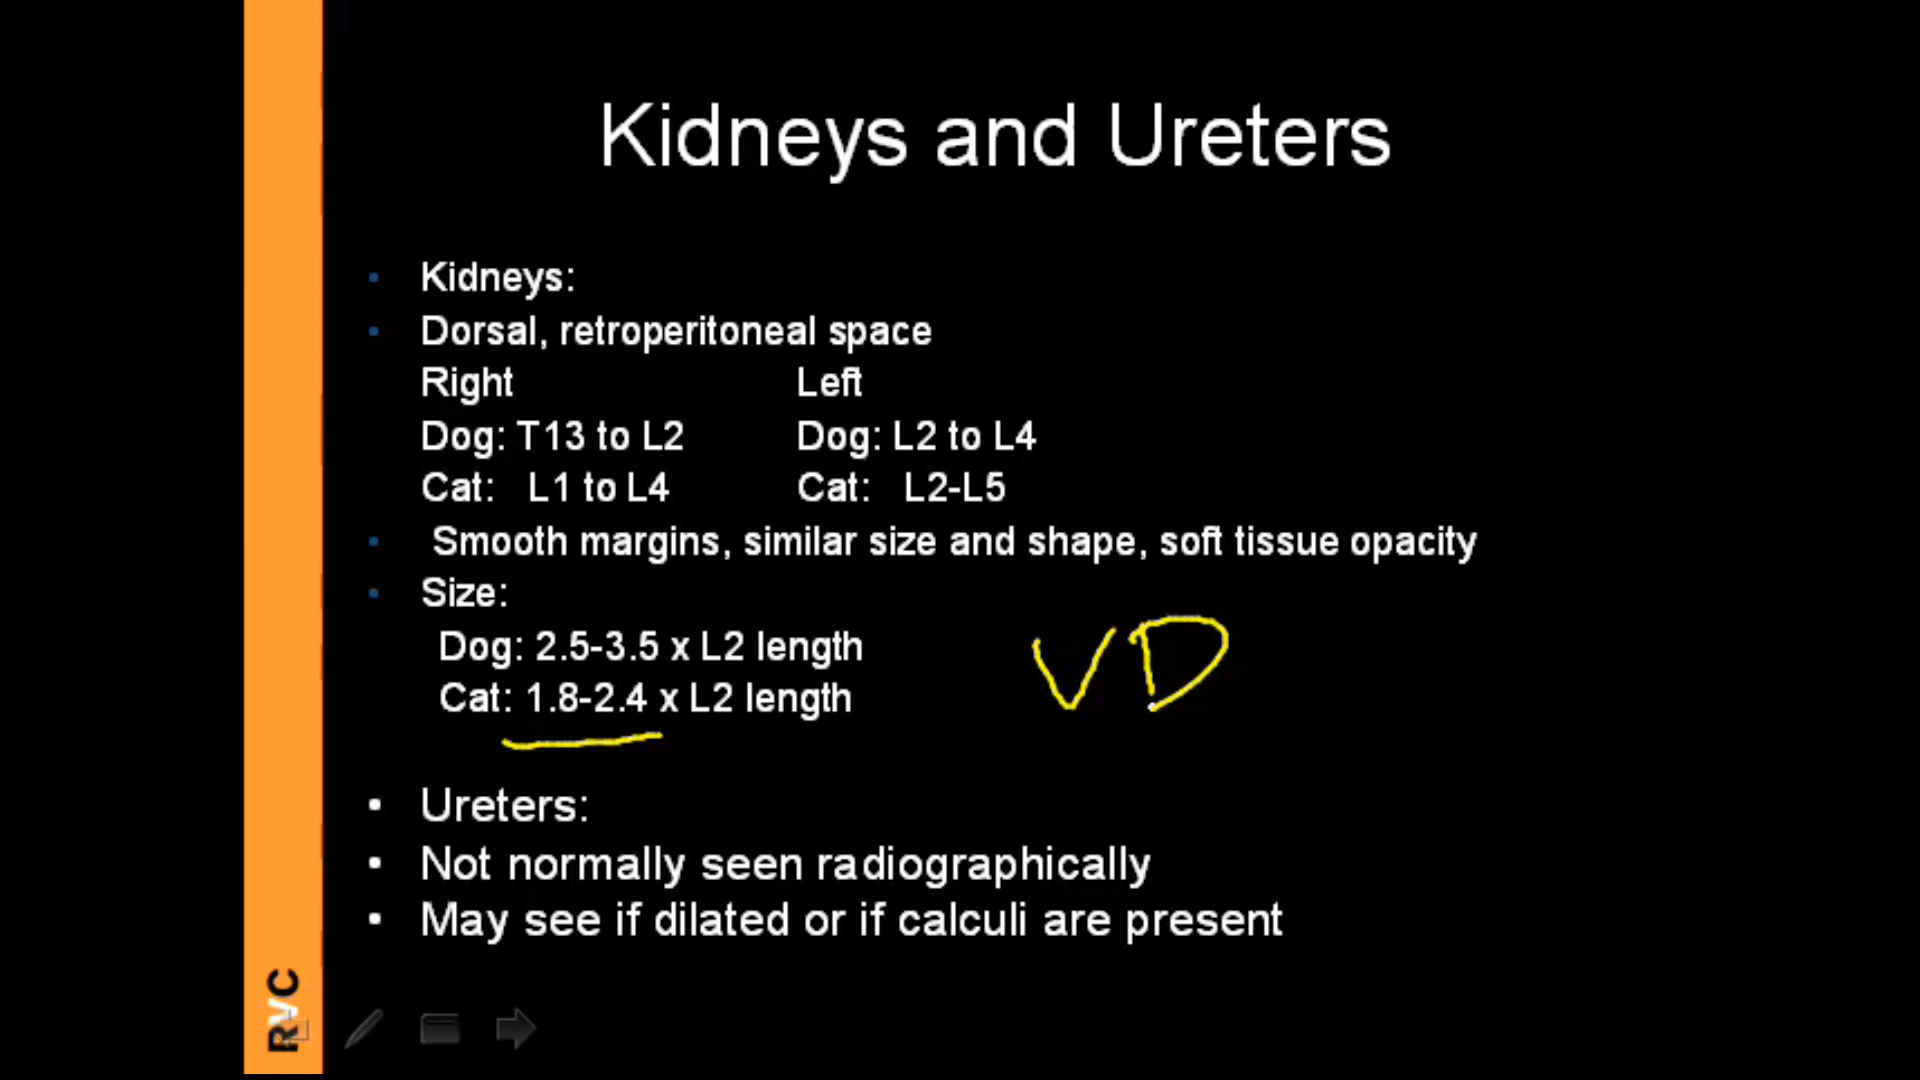 Kidneys and Ureters
• Kidneys:
• Dorsal, retroperitoneal space
Right Left
Dog: T13 to L2 Dog: L2 to L4
Cat: L1 to L4 Cat: L2-L5
• Smooth margins, similar size and shape, soft tissue opacity
• Size:
Dog: 2.5-3.5 x L2 length
Cat: 1.8-2.4 x L2 length
VD
• Ureters:
• Not normally seen radiographically
• May see if dilated or if calculi are present
RVC